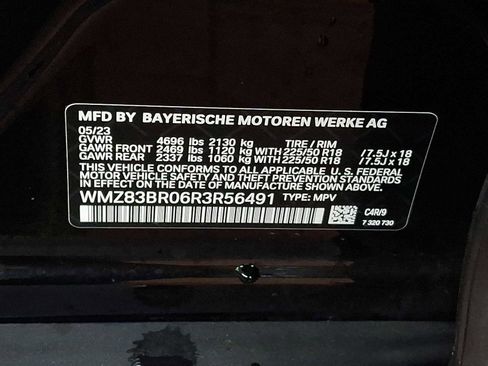 MFD BY BAYERISCHE MOTOREN WERKE AG
05/23
GVWR 4696 lbs 2130 kg TIRE / RIM
GAWR FRONT 2469 lbs 1120 kg WITH 225/50 R18 / 7.5J x 18
GAWR REAR 2337 lbs 1060 kg WITH 225/50 R18 / 7.5J x 18
THIS VEHICLE CONFORMS TO ALL APPLICABLE U.S. FEDERAL
MOTOR VEHICLE SAFETY AND THEFT PREVENTION STANDARDS
IN EFFECT ON THE DATE OF MANUFACTURE SHOWN ABOVE.
WMZ83BR06R3R56491 TYPE: MPV
C4R/9
7 320 730